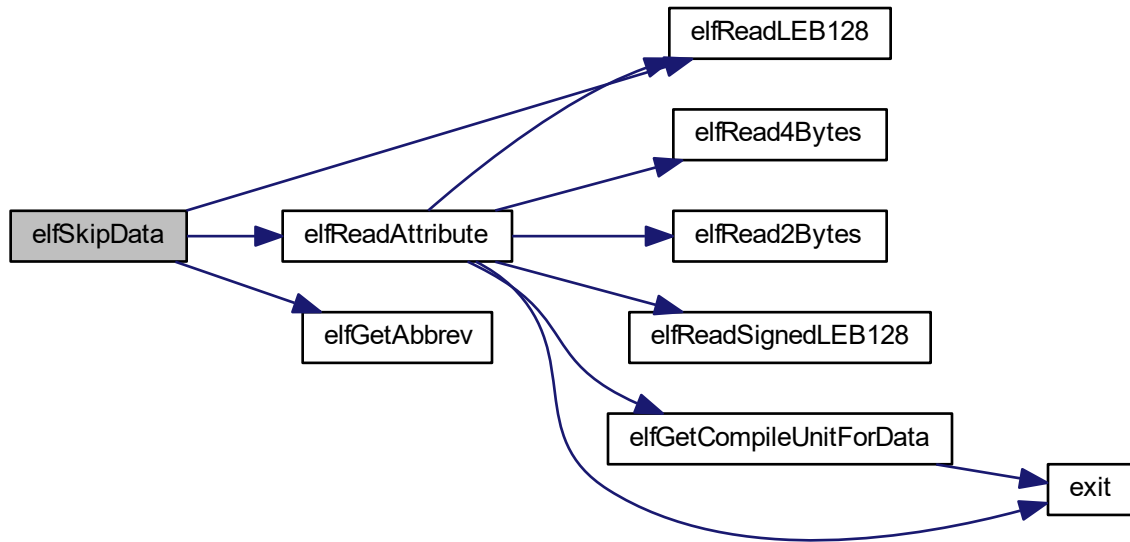 elfReadLEB128
elfRead4Bytes
elfSkipData
elfReadAttribute
elfRead2Bytes
elfGetAbbrev
elfReadSignedLEB128
elfGetCompileUnitForData
exit